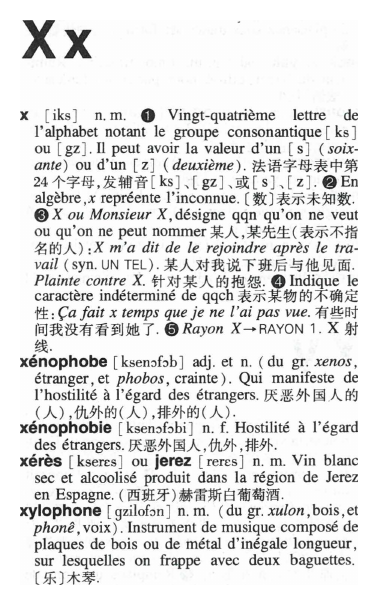 X x
x [iks] n. m. ❶ Vingt-quatrième lettre de
l'alphabet notant le groupe consonantique [ks]
ou [gz]. Il peut avoir la valeur d'un [s] (soix-
ante) ou d'un [z] (deuxième). 法语字母表中第
24 个字母,发辅音[ks]、[gz]、或[s]、[z]. ❷ En
algèbre, x repréente l'inconnue. [数]表示未知数.
❸ X ou Monsieur X, désigne qqn qu'on ne veut
ou qu'on ne peut nommer 某人,某先生(表示不指
名的人):X m'a dit de le rejoindre après le tra-
vail (syn. UN TEL). 某人对我说下班后与他见面.
Plainte contre X. 针对某人的抱怨. ❹ Indique le
caractère indéterminé de qqch 表示某物的不确定
性:Ça fait x temps que je ne l'ai pas vue. 有些时
间我没有看到她了. ❺ Rayon X→RAYON 1. X 射
线.
xénophobe [ksenɔfɔb] adj. et n. (du gr. xenos,
étranger, et phobos, crainte). Qui manifeste de
l'hostilité à l'égard des étrangers. 厌恶外国人的
(人),仇外的(人),排外的(人).
xénophobie [ksenɔfɔbi] n. f. Hostilité à l'égard
des étrangers. 厌恶外国人,仇外,排外.
xérès [kseres] ou jerez [reres] n. m. Vin blanc
sec et alcoolisé produit dans la région de Jerez
en Espagne. (西班牙)赫雷斯白葡萄酒.
xylophone [gzilofɔn] n. m. (du gr. xulon, bois, et
phonê, voix). Instrument de musique composé de
plaques de bois ou de métal d'inégale longueur,
sur lesquelles on frappe avec deux baguettes.
[乐]木琴.